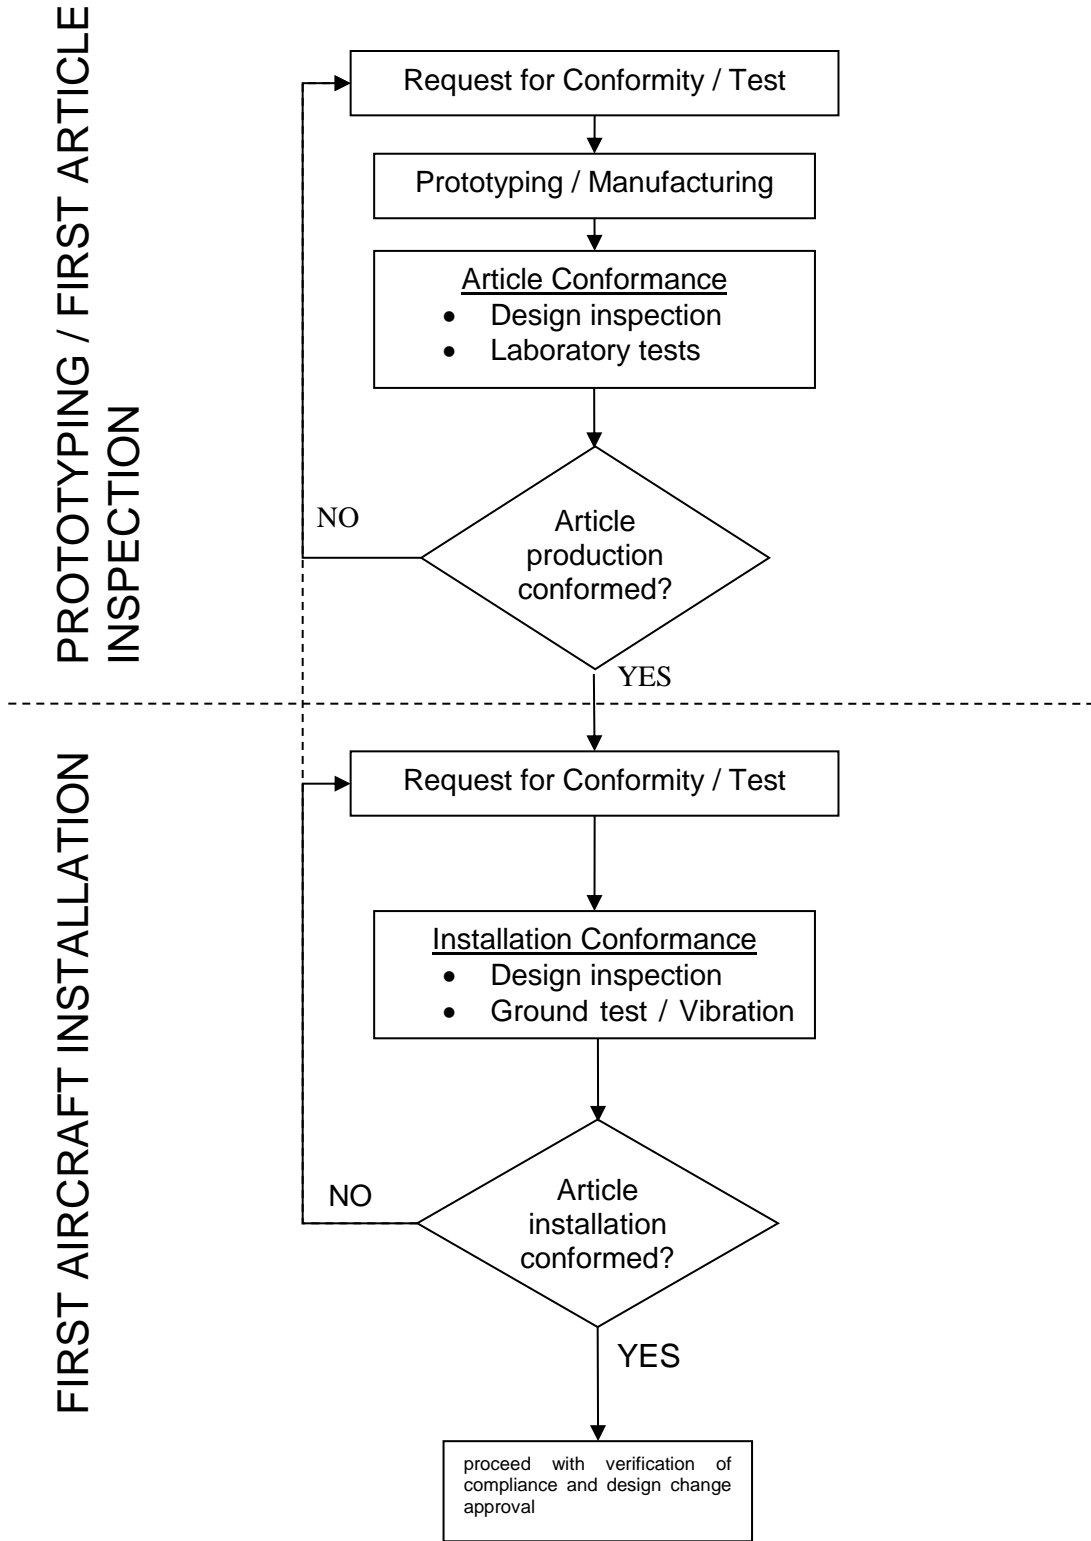 PROTOTYPING / FIRST ARTICLE
INSPECTION
Request for Conformity / Test
Prototyping / Manufacturing
Article Conformance
• Design inspection
• Laboratory tests
NO
Article
production
conformed?
YES
FIRST AIRCRAFT INSTALLATION
Request for Conformity / Test
Installation Conformance
• Design inspection
• Ground test / Vibration
NO
Article
installation
conformed?
YES
proceed with verification of
compliance and design change
approval